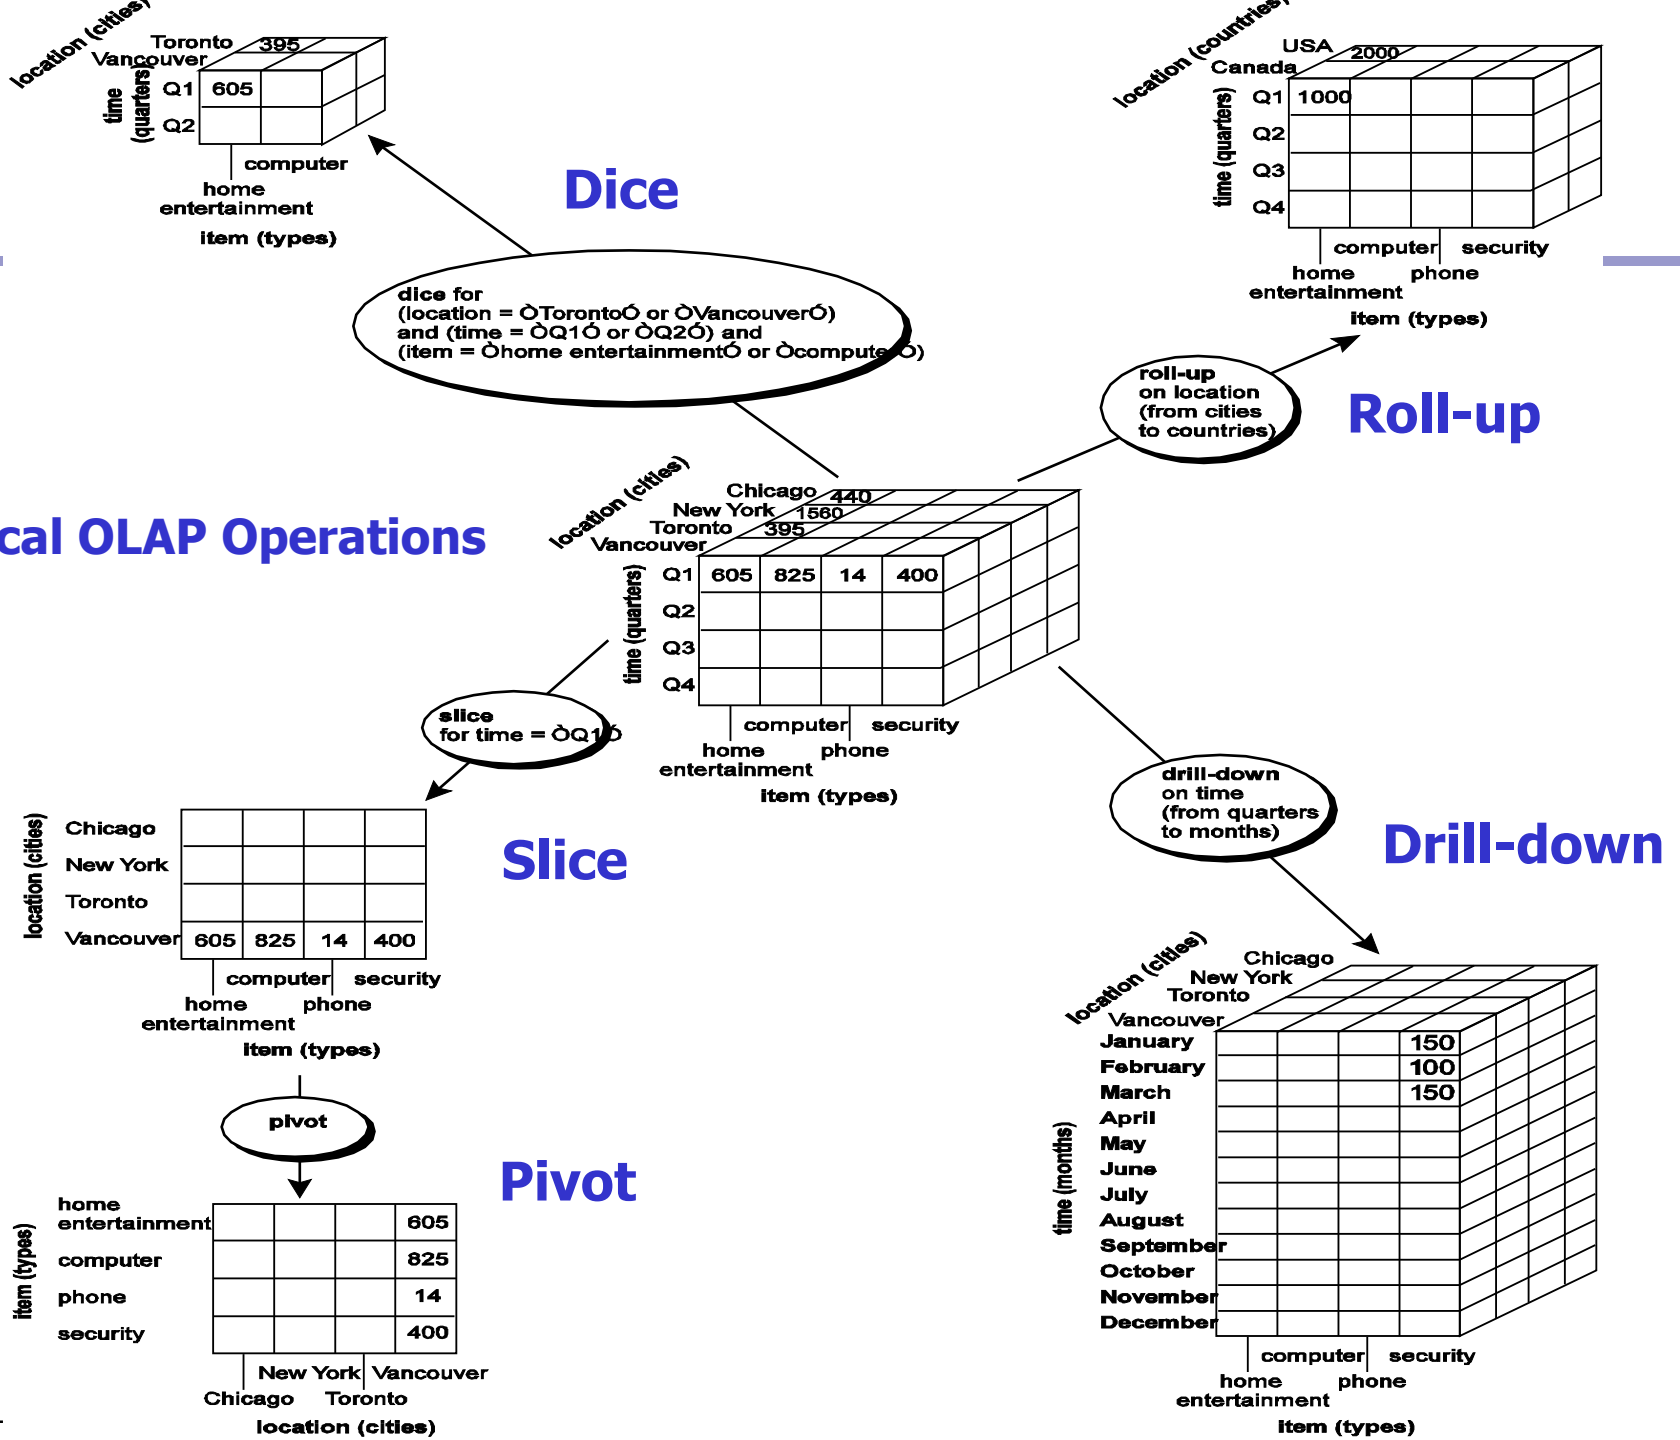 location (cities)
Toronto 395
Vancouver
time
(quarters)
Q1 605
Q2
computer
home
entertainment
item (types)
Dice
dice for
(location = ÒTorontoÓ or ÒVancouverÓ)
and (time = ÒQ1Ó or ÒQ2Ó) and
(item = Òhome entertainmentÓ or ÒcomputerÓ)
location (countries)
USA 2000
Canada
time (quarters)
Q1 1000
Q2
Q3
Q4
computer security
home phone
entertainment
item (types)
roll-up
on location
(from cities
to countries)
Roll-up
cal OLAP Operations
location (cities)
Chicago 440
New York 1560
Toronto 395
Vancouver
time (quarters)
Q1 605 825 14 400
Q2
Q3
Q4
computer security
home phone
entertainment
item (types)
slice
for time = ÒQ1Ó
Slice
location (cities)
Chicago
New York
Toronto
Vancouver 605 825 14 400
computer security
home phone
entertainment
item (types)
pivot
Pivot
item (types)
home
entertainment 605
computer 825
phone 14
security 400
New York Vancouver
Chicago Toronto
location (cities)
drill-down
on time
(from quarters
to months)
Drill-down
location (cities)
Chicago
New York
Toronto
Vancouver
time (months)
January 150
February 100
March 150
April
May
June
July
August
September
October
November
December
computer security
home phone
entertainment
item (types)